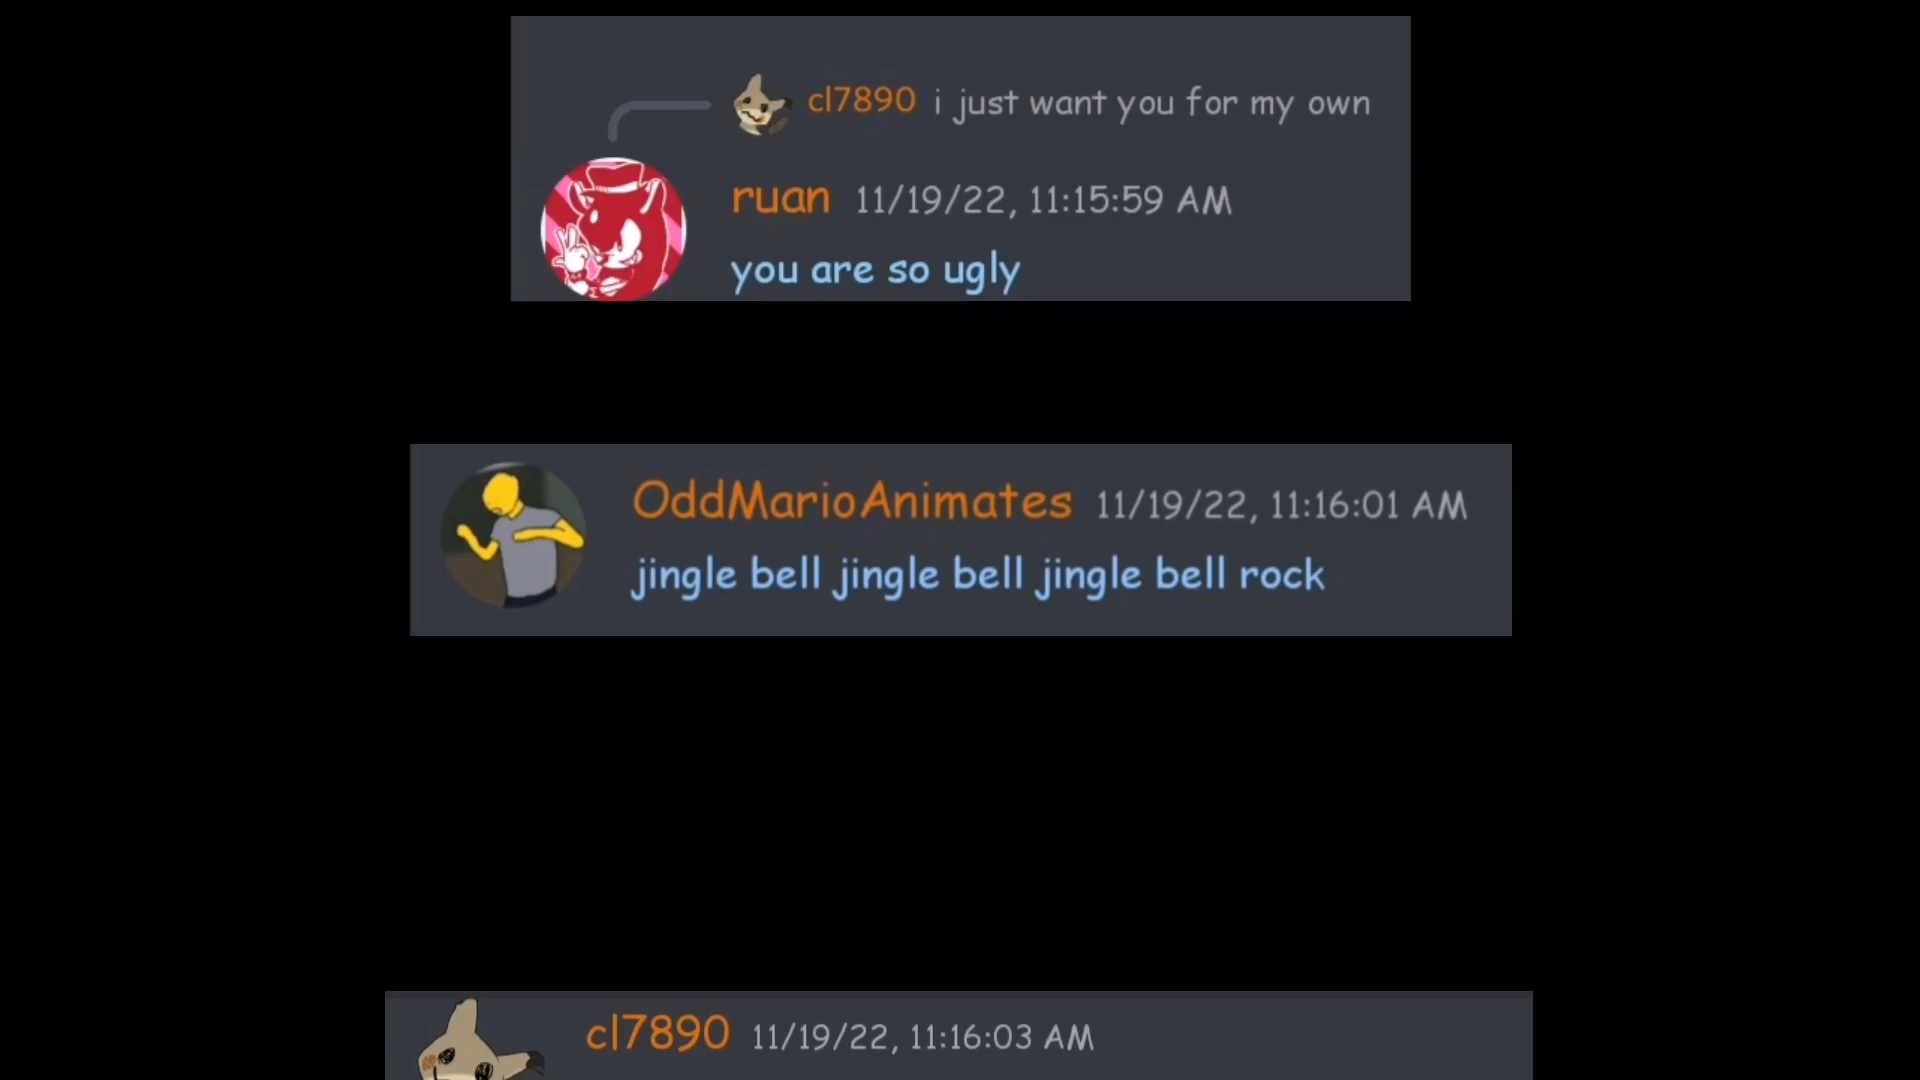 cl7890 i just want you for my own
ruan 11/19/22, 11:15:59 AM
you are so ugly
OddMarioAnimates 11/19/22, 11:16:01 AM
jingle bell jingle bell jingle bell rock
cl7890 11/19/22, 11:16:03 AM